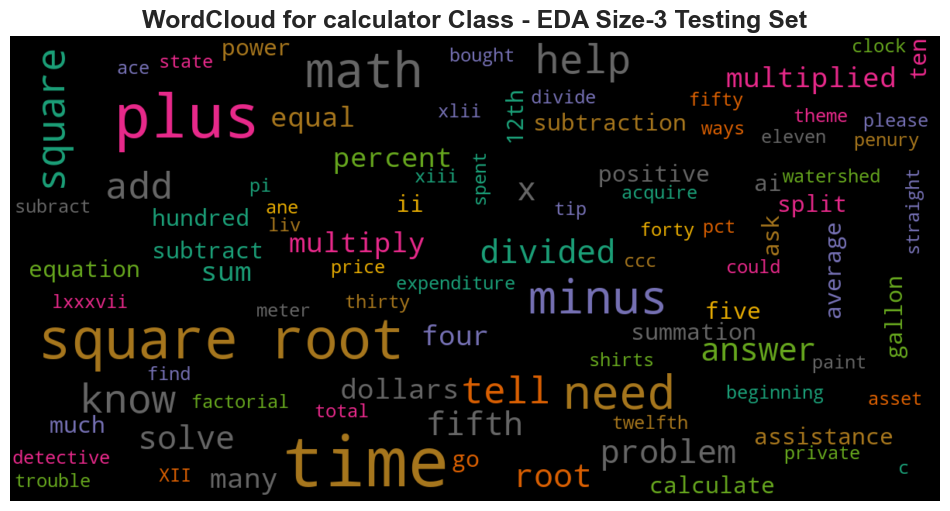 WordCloud for calculator Class - EDA Size-3 Testing Set
square
ace
state
power
math
bought
help
clock
ten
multiplied
plus
equal
xlii
12th
divide
subtraction
fifty
ways
theme
eleven
please
penury
percent
add
pi
xiii
spent
x
positive
acquire
ai
watershed
split
straight
subract
hundred
ane
liv
ii
tip
forty
pct
ask
average
subtract
multiply
divided
ccc
could
equation
sum
price
expenditure
minus
gallon
lxxxvii
meter
thirty
five
square root
four
summation
answer
shirts
paint
find
know
factorial
dollars
tell
need
beginning
asset
total
much
fifth
twelfth
solve
time
assistance
problem
private
detective
trouble
XII
many
go
root
calculate
c